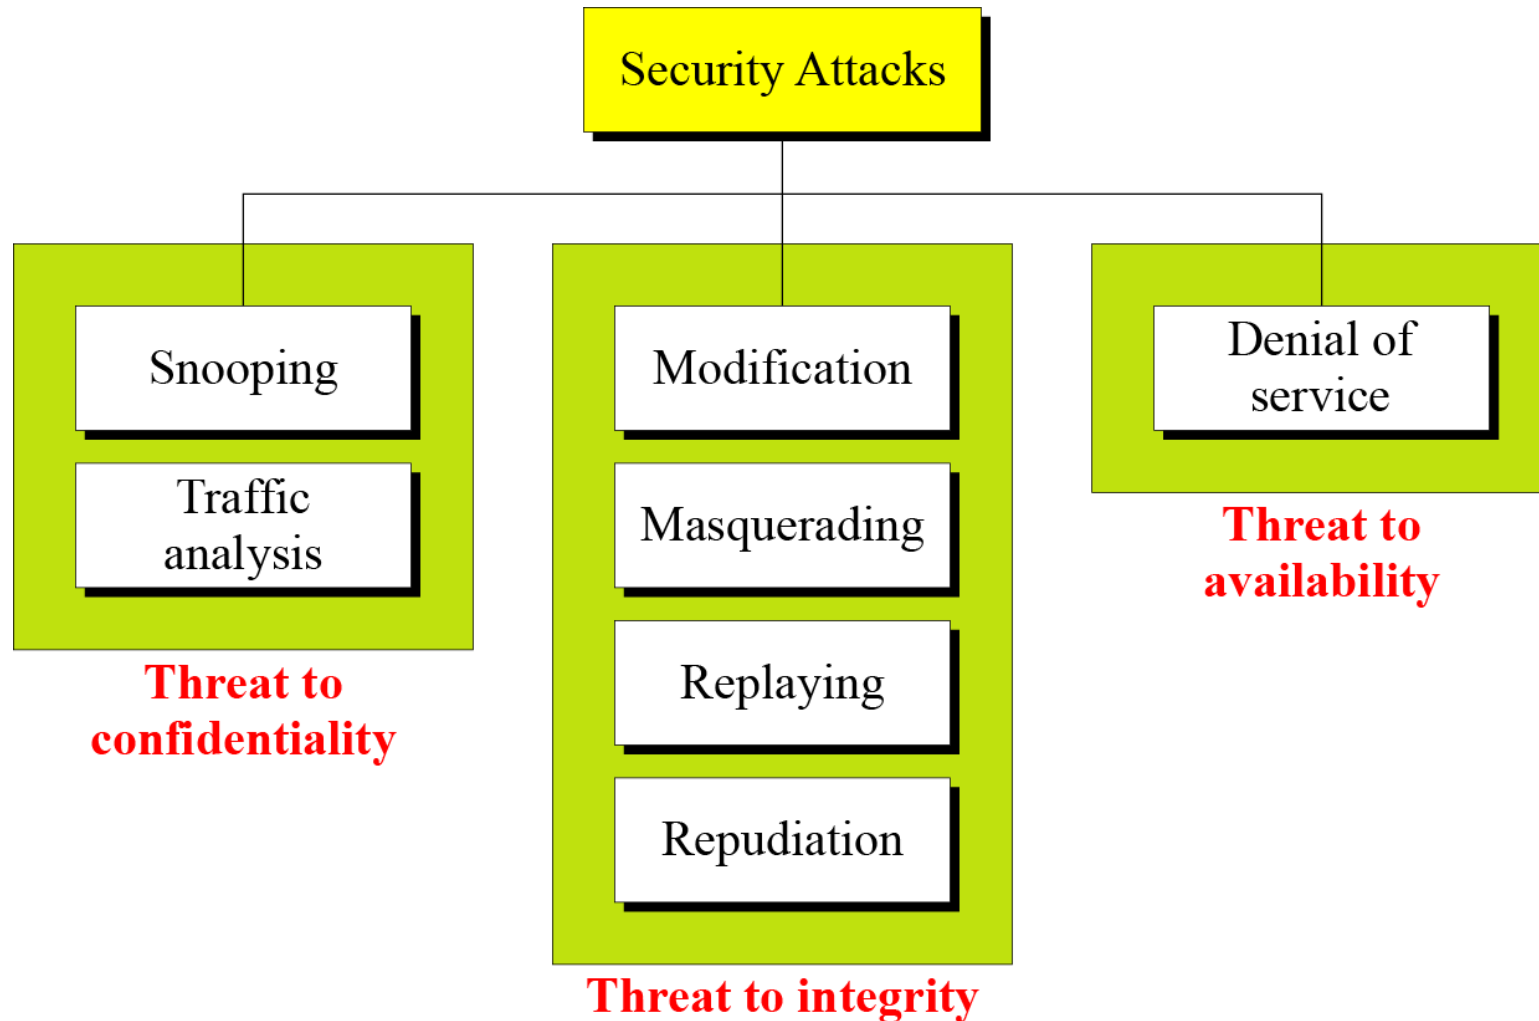 Security Attacks
Snooping
Traffic
analysis
Threat to
confidentiality
Modification
Masquerading
Replaying
Repudiation
Threat to integrity
Denial of
service
Threat to
availability